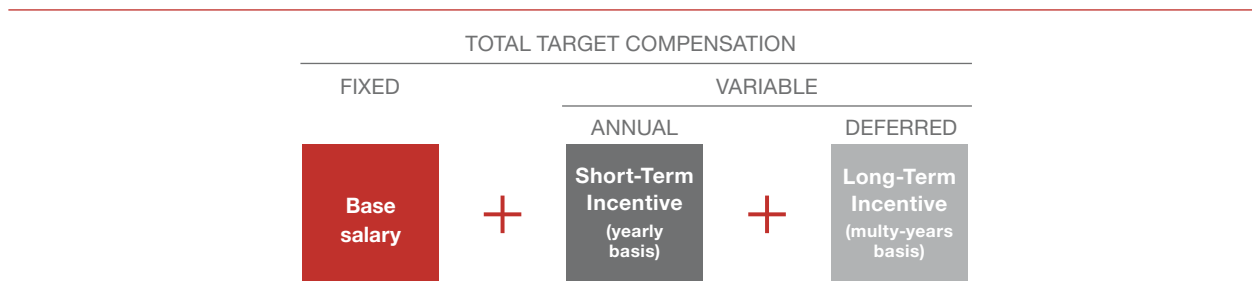 TOTAL TARGET COMPENSATION
FIXED
VARIABLE
ANNUAL
DEFERRED
Base
salary
+
Short-Term
Incentive
(yearly
basis)
+
Long-Term
Incentive
(multy-years
basis)